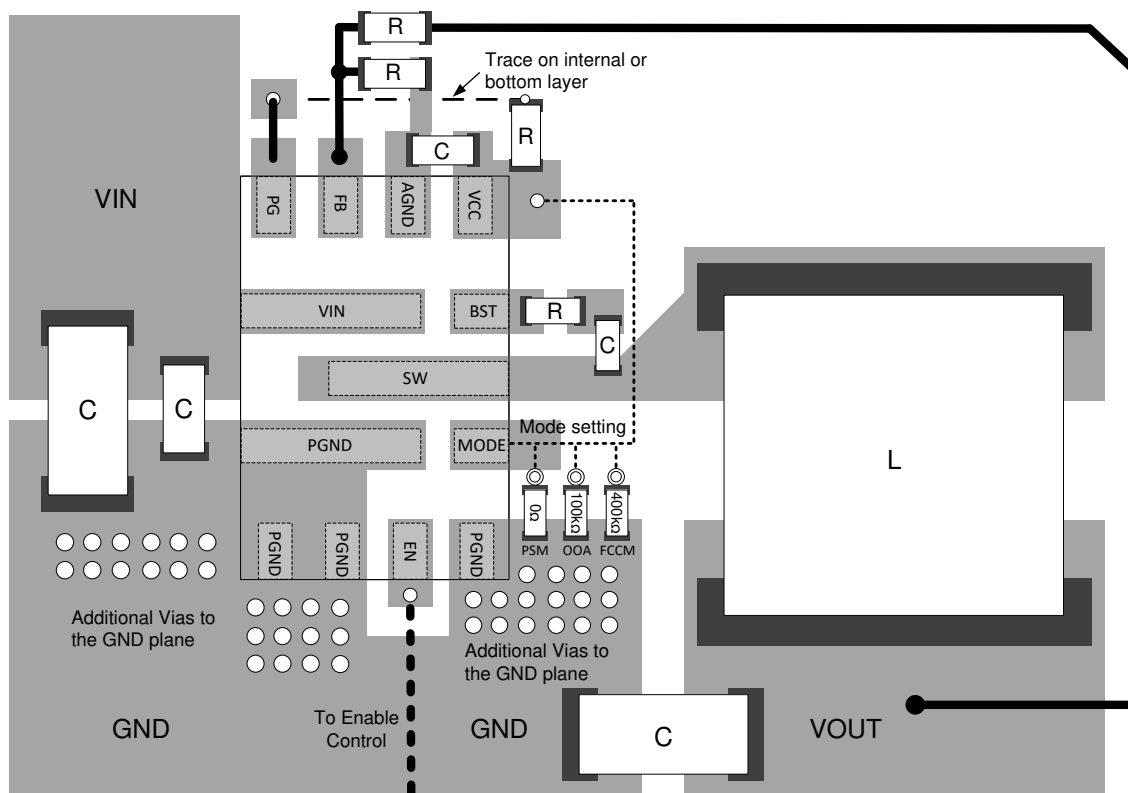 R
Trace on internal or
bottom layer
R
R
C
VIN
PG
FB
AGND
VCC
VIN
BST
R
C
SW
C
C
PGND
MODE
Mode setting
L
0Ω
100kΩ
400kΩ
PSM
OOA
FCCM
PGND
PGND
EN
PGND
Additional Vias to
the GND plane
Additional Vias to
the GND plane
GND
To Enable
Control
GND
C
VOUT